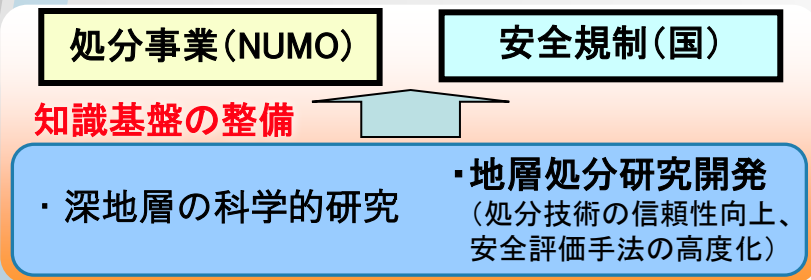 処分事業(NUMO)
安全規制(国)
知識基盤の整備
・深地層の科学的研究
・地層処分研究開発
(処分技術の信頼性向上、
安全評価手法の高度化)